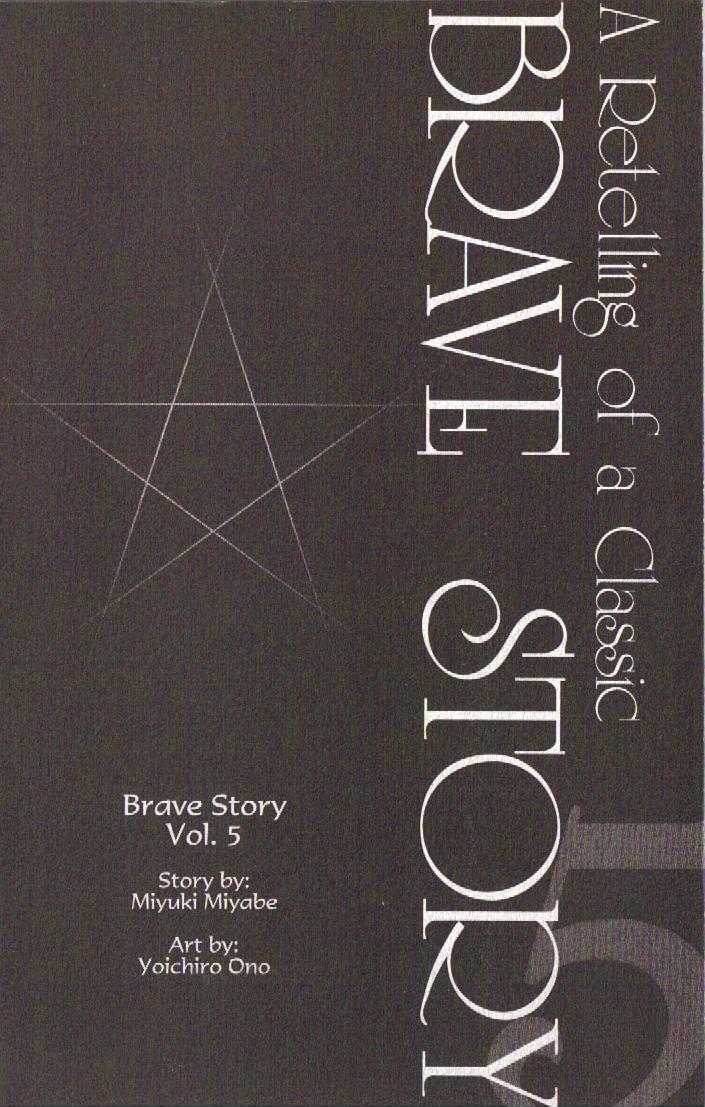 A Retelling of a Classic
BRAVE STORY
5
Brave Story
Vol. 5
Story by:
Miyuki Miyabe
Art by:
Yoichiro Ono